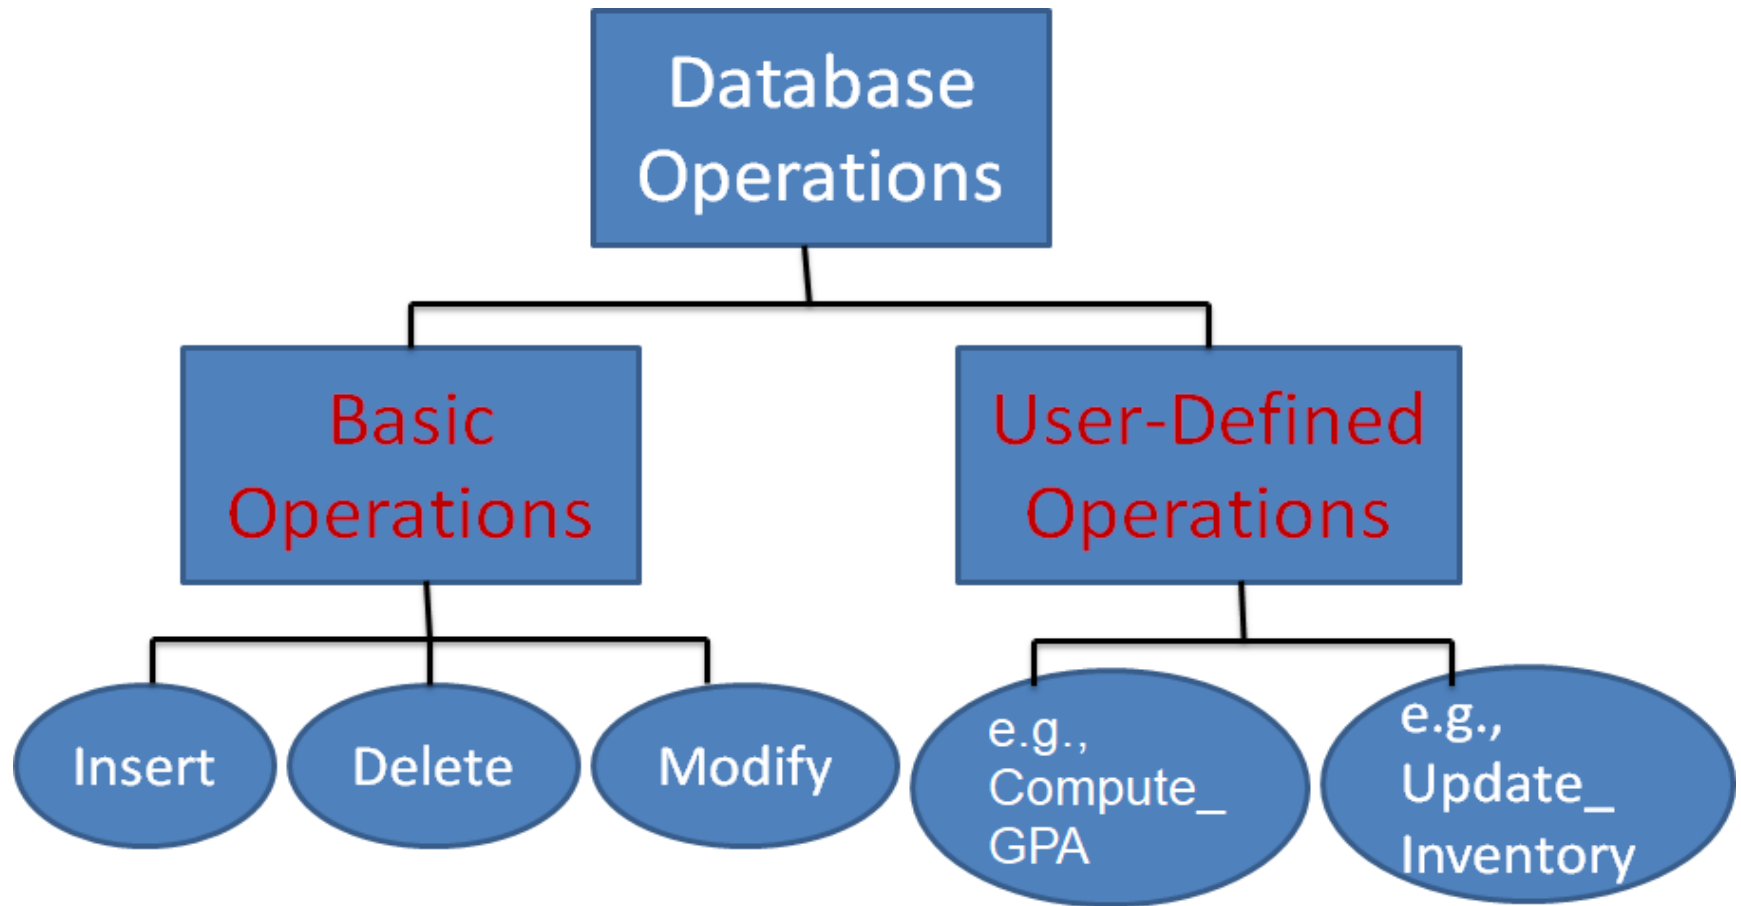 Database
Operations
Basic
Operations
User-Defined
Operations
Insert
Delete
Modify
e.g.,
Compute_
GPA
e.g.,
Update_
Inventory